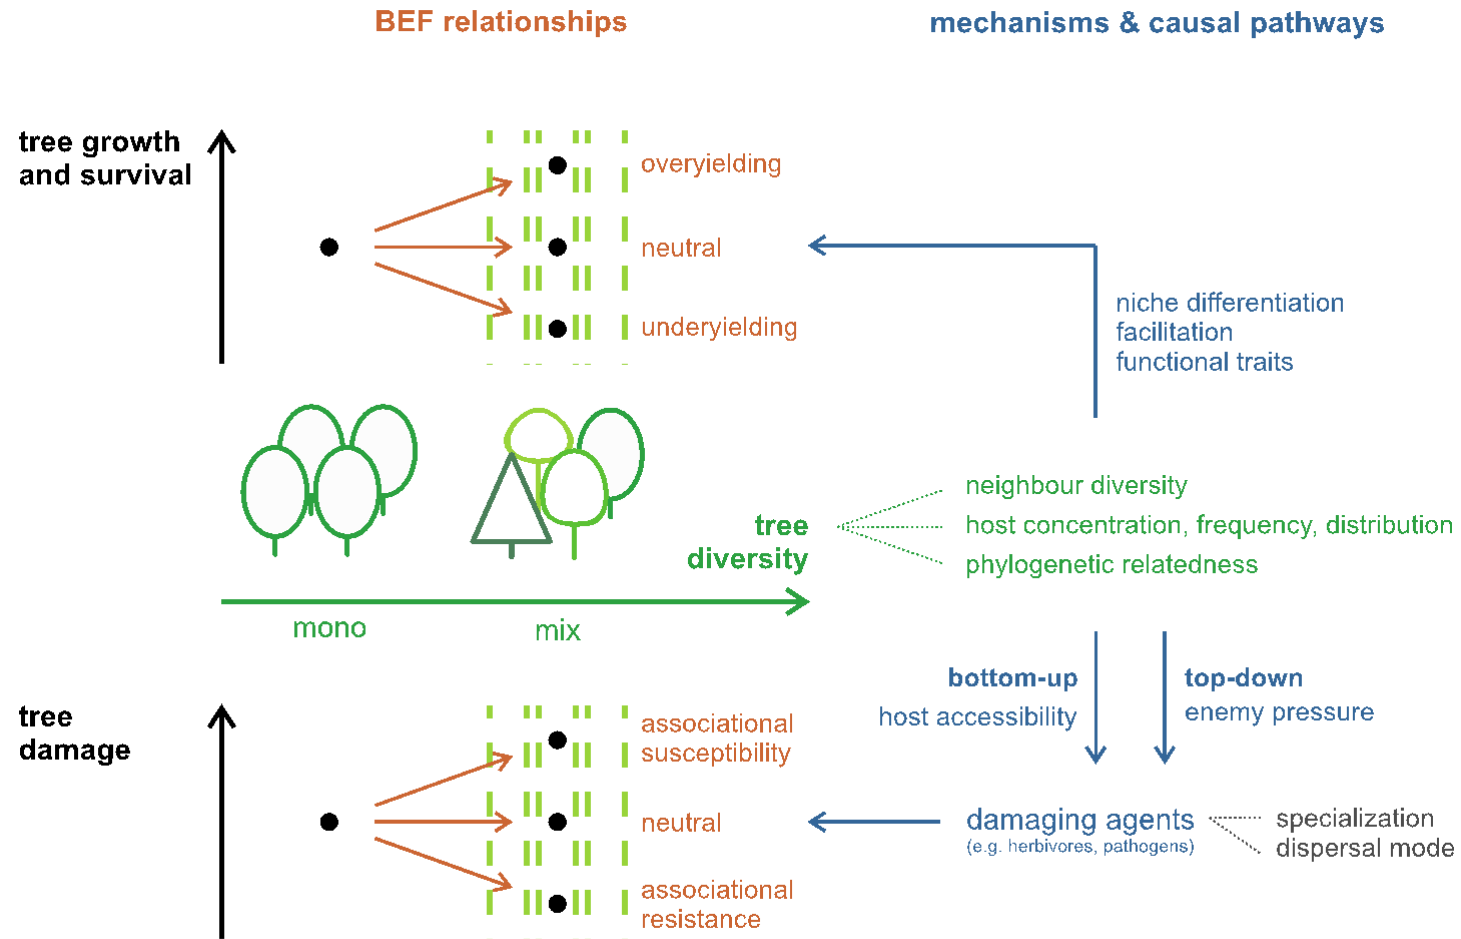 BEF relationships
mechanisms & causal pathways
tree growth
and survival
overyielding
neutral
underyielding
niche differentiation
facilitation
functional traits
tree
diversity
neighbour diversity
host concentration, frequency, distribution
phylogenetic relatedness
mono
mix
bottom-up
host accessibility
top-down
enemy pressure
tree
damage
associational
susceptibility
neutral
associational
resistance
damaging agents
(e.g. herbivores, pathogens)
specialization
dispersal mode